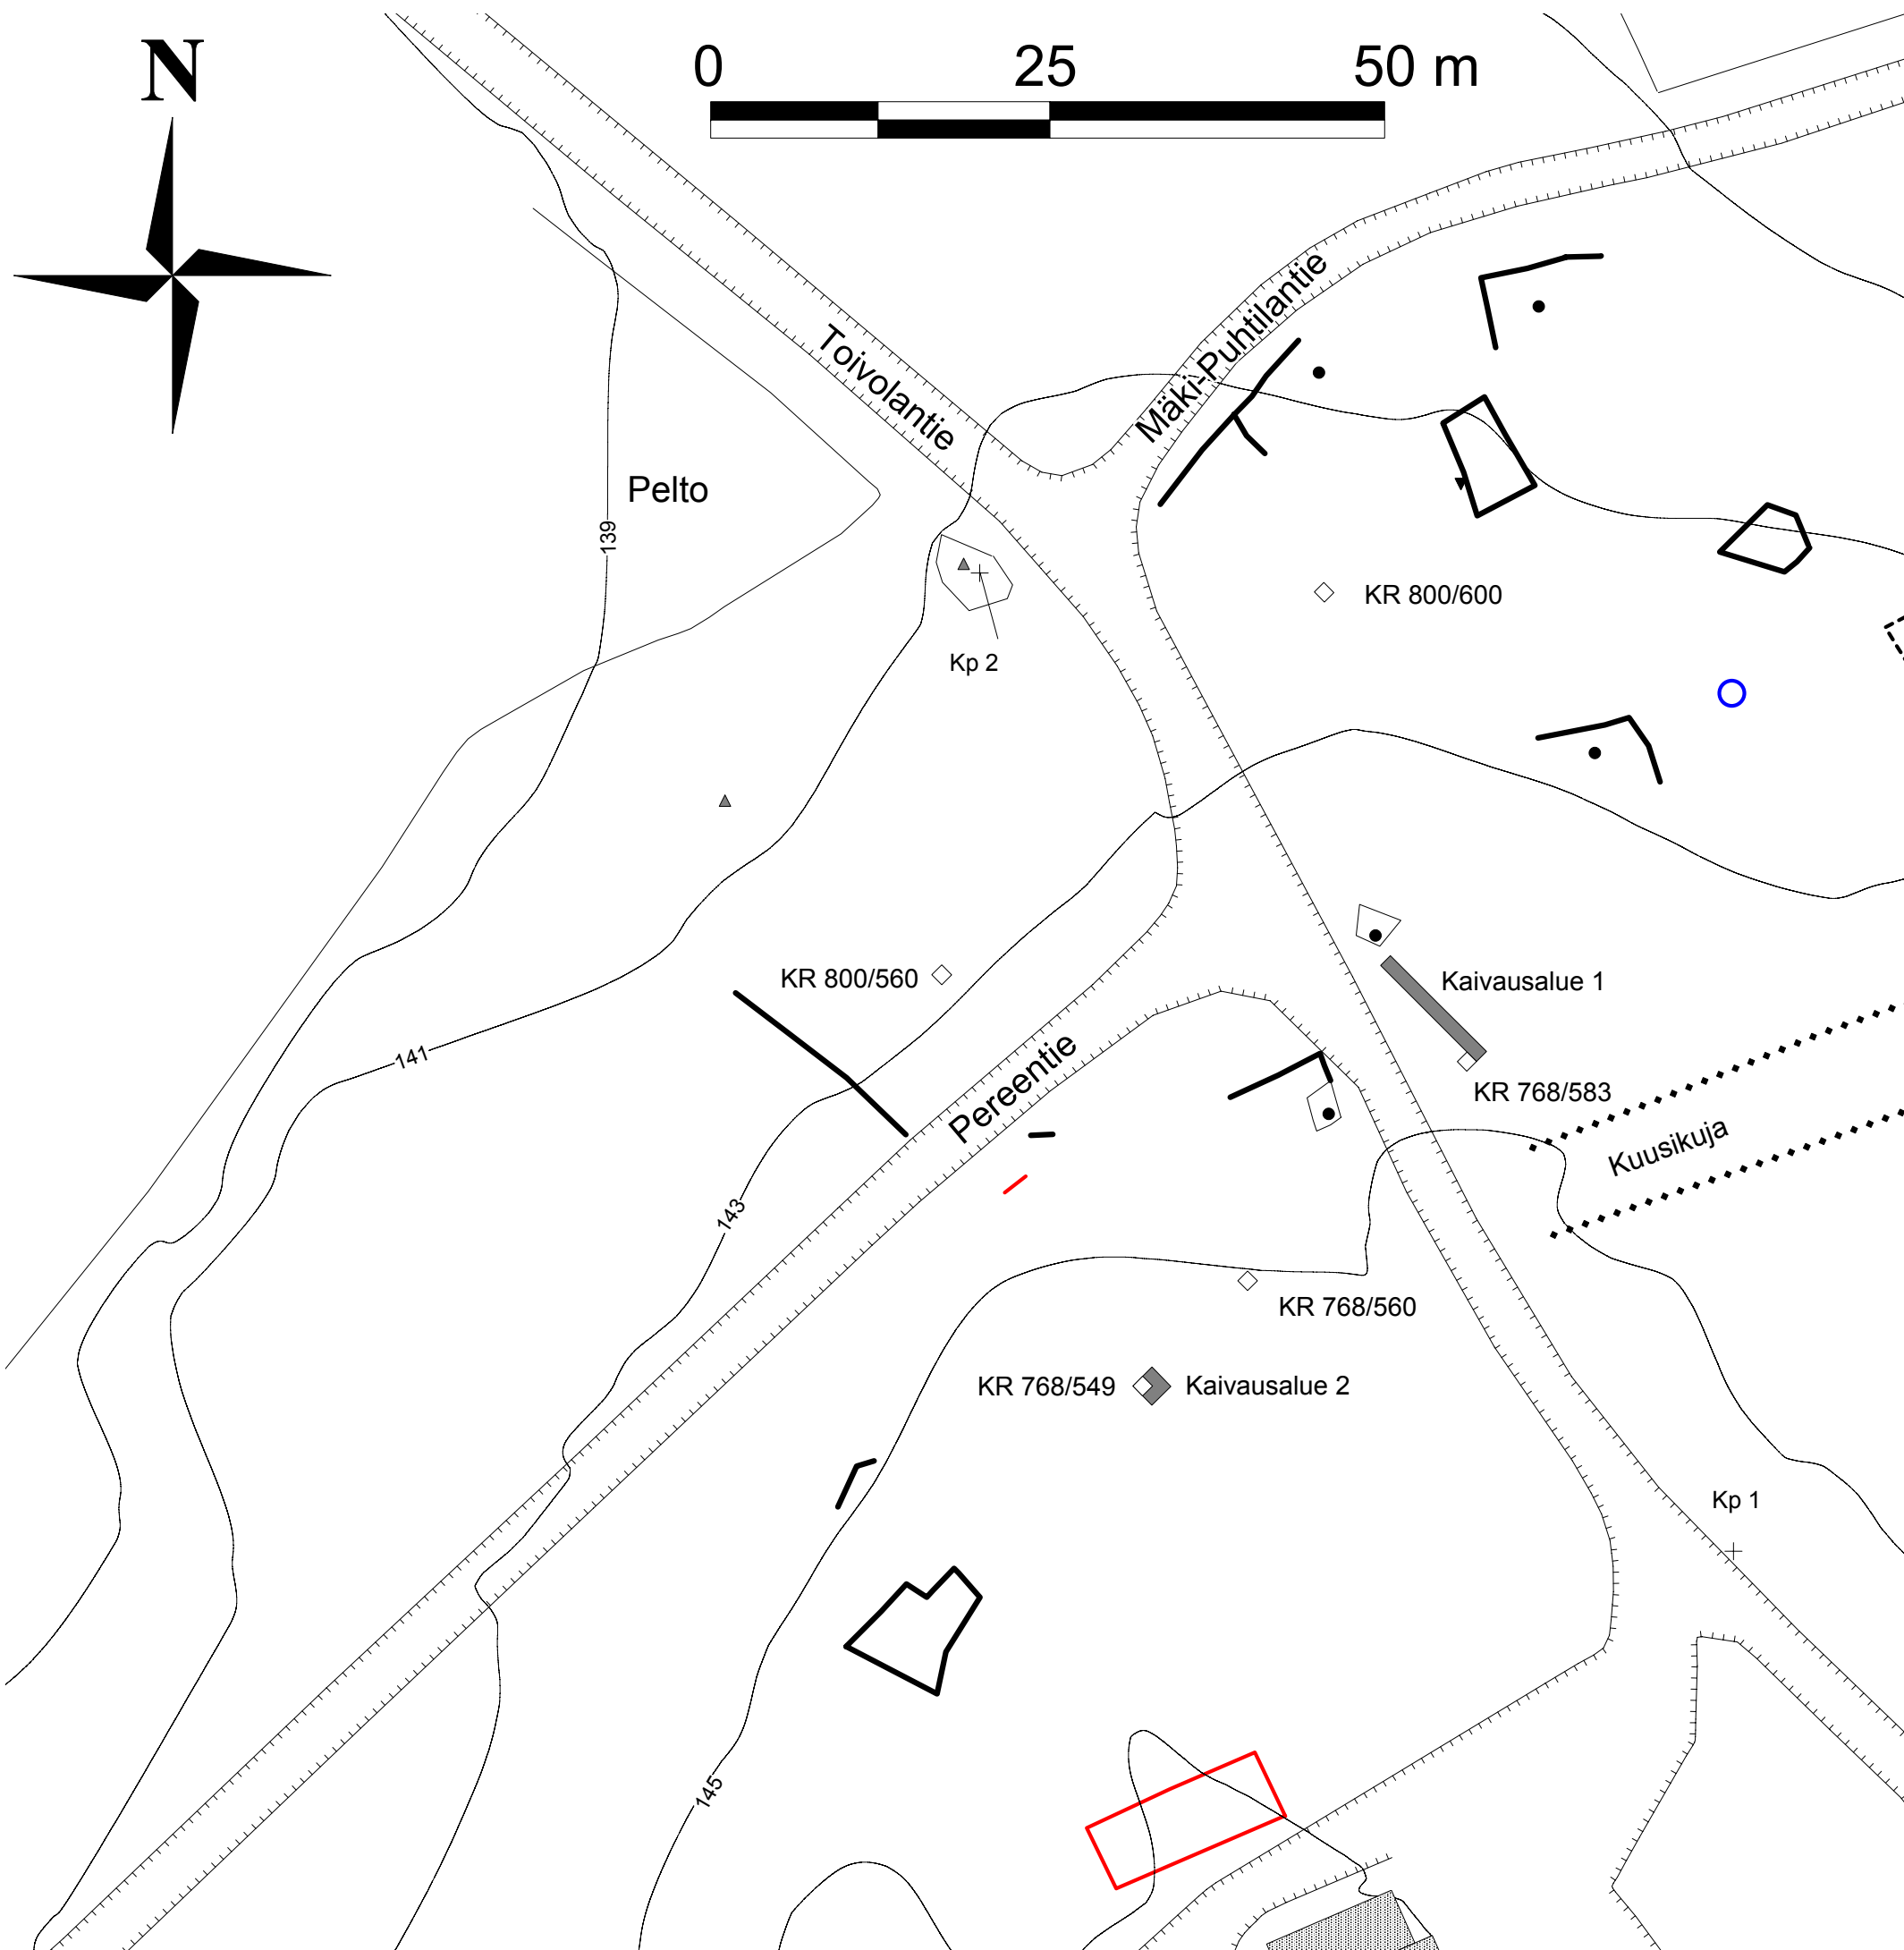 N
0 25 50 m
Mäki-Puhtilantie
Toivolantie
Pelto
139
KR 800/600
Kp 2
KR 800/560
Kaivausalue 1
141
Pereentie
KR 768/583
Kuusikuja
143
KR 768/560
KR 768/549
Kaivausalue 2
Kp 1
145